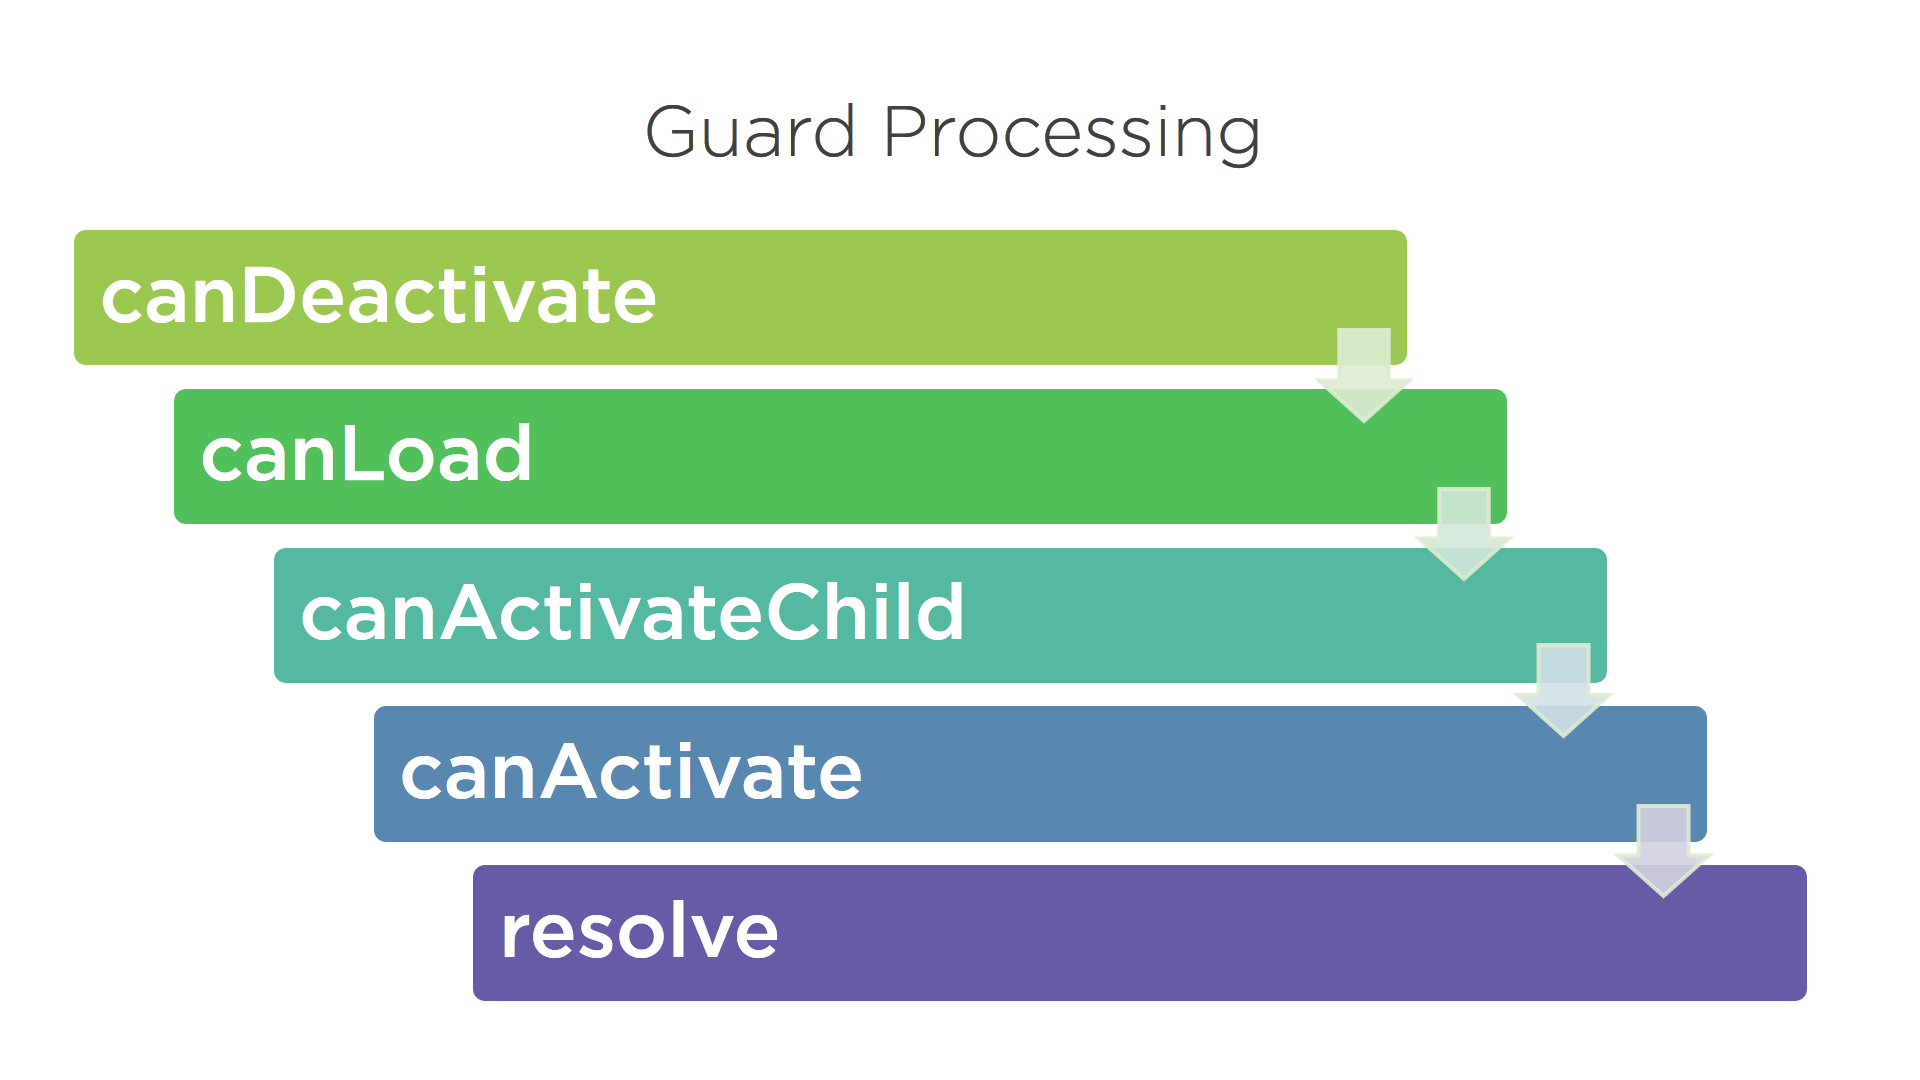 Guard Processing
canDeactivate
canLoad
canActivateChild
canActivate
resolve